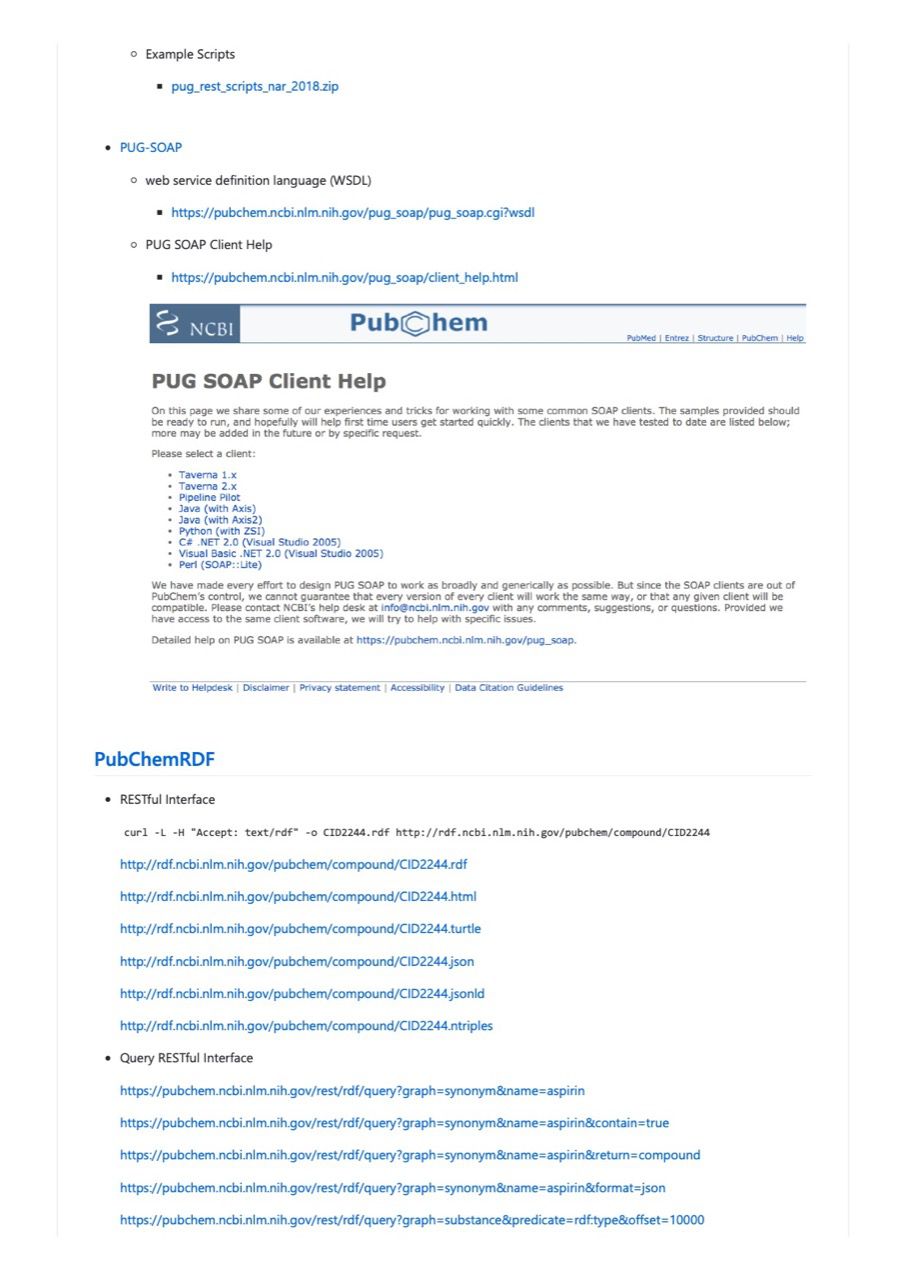 Example Scripts
pug_rest_scripts_nar_2018.zip
PUG-SOAP
web service definition language (WSDL)
https://pubchem.ncbi.nlm.nih.gov/pug_soap/pug_soap.cgi?wsdl
PUG SOAP Client Help
https://pubchem.ncbi.nlm.nih.gov/pug_soap/client_help.html
NCBI
PubChem
PubMed | Entrez | Structure | PubChem | Help
PUG SOAP Client Help
On this page we share some of our experiences and tricks for working with some common SOAP clients. The samples provided should
be ready to run, and hopefully will help first time users get started quickly. The clients that we have tested to date are listed below;
more may be added in the future or by specific request.
Please select a client:
Taverna 1.x
Taverna 2.x
Pipeline Pilot
Java (with Axis)
Java (with Axis2)
Python (with ZSI)
C# .NET 2.0 (Visual Studio 2005)
Visual Basic .NET 2.0 (Visual Studio 2005)
Perl (SOAP::Lite)
We have made every effort to design PUG SOAP to work as broadly and generically as possible. But since the SOAP clients are out of
PubChem's control, we cannot guarantee that every version of every client will work the same way, or that any given client will be
compatible. Please contact NCBI's help desk at info@ncbi.nlm.nih.gov with any comments, suggestions, or questions. Provided we
have access to the same client software, we will try to help with specific issues.
Detailed help on PUG SOAP is available at https://pubchem.ncbi.nlm.nih.gov/pug_soap.
Write to Helpdesk | Disclaimer | Privacy statement | Accessibility | Data Citation Guidelines
PubChemRDF
RESTful Interface
curl -L -H "Accept: text/rdf" -o CID2244.rdf http://rdf.ncbi.nlm.nih.gov/pubchem/compound/CID2244
http://rdf.ncbi.nlm.nih.gov/pubchem/compound/CID2244.rdf
http://rdf.ncbi.nlm.nih.gov/pubchem/compound/CID2244.html
http://rdf.ncbi.nlm.nih.gov/pubchem/compound/CID2244.turtle
http://rdf.ncbi.nlm.nih.gov/pubchem/compound/CID2244.json
http://rdf.ncbi.nlm.nih.gov/pubchem/compound/CID2244.jsonld
http://rdf.ncbi.nlm.nih.gov/pubchem/compound/CID2244.ntriples
Query RESTful Interface
https://pubchem.ncbi.nlm.nih.gov/rest/rdf/query?graph=synonym&name=aspirin
https://pubchem.ncbi.nlm.nih.gov/rest/rdf/query?graph=synonym&name=aspirin&contain=true
https://pubchem.ncbi.nlm.nih.gov/rest/rdf/query?graph=synonym&name=aspirin&return=compound
https://pubchem.ncbi.nlm.nih.gov/rest/rdf/query?graph=synonym&name=aspirin&format=json
https://pubchem.ncbi.nlm.nih.gov/rest/rdf/query?graph=substance&predicate=rdf:type&offset=10000